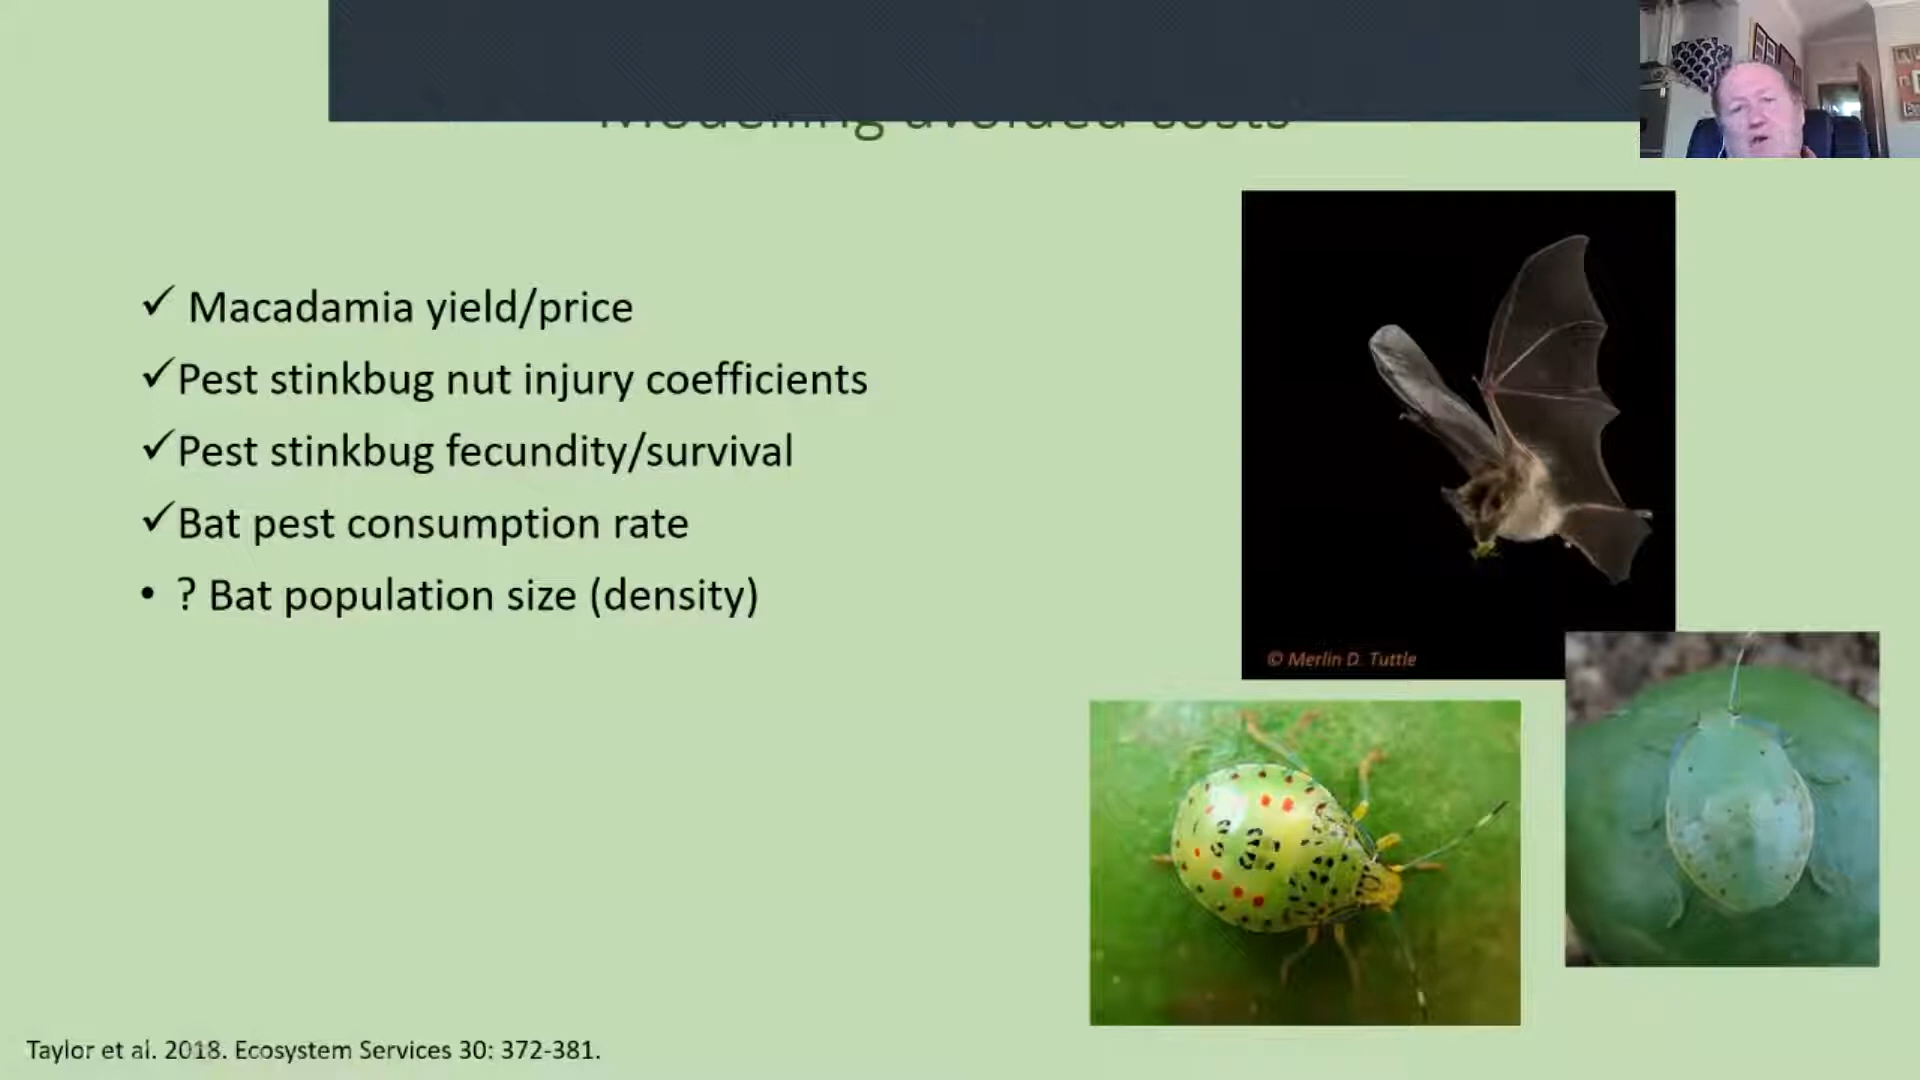 Modelling avoided costs
✓ Macadamia yield/price
✓Pest stinkbug nut injury coefficients
✓Pest stinkbug fecundity/survival
✓Bat pest consumption rate
• ? Bat population size (density)
© Merlin D. Tuttle
Taylor et al. 2018. Ecosystem Services 30: 372-381.